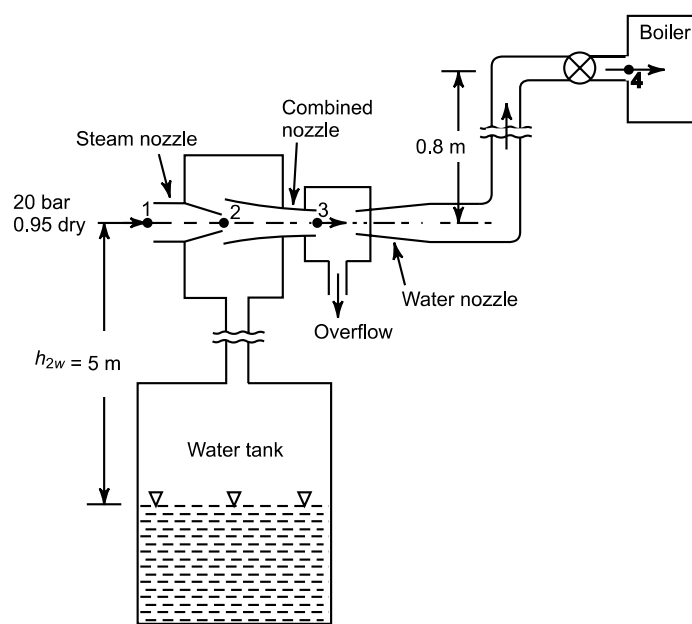 Boiler
4
Combined
nozzle
Steam nozzle
0.8 m
20 bar
0.95 dry
1
2
3
Water nozzle
Overflow
h2w = 5 m
Water tank